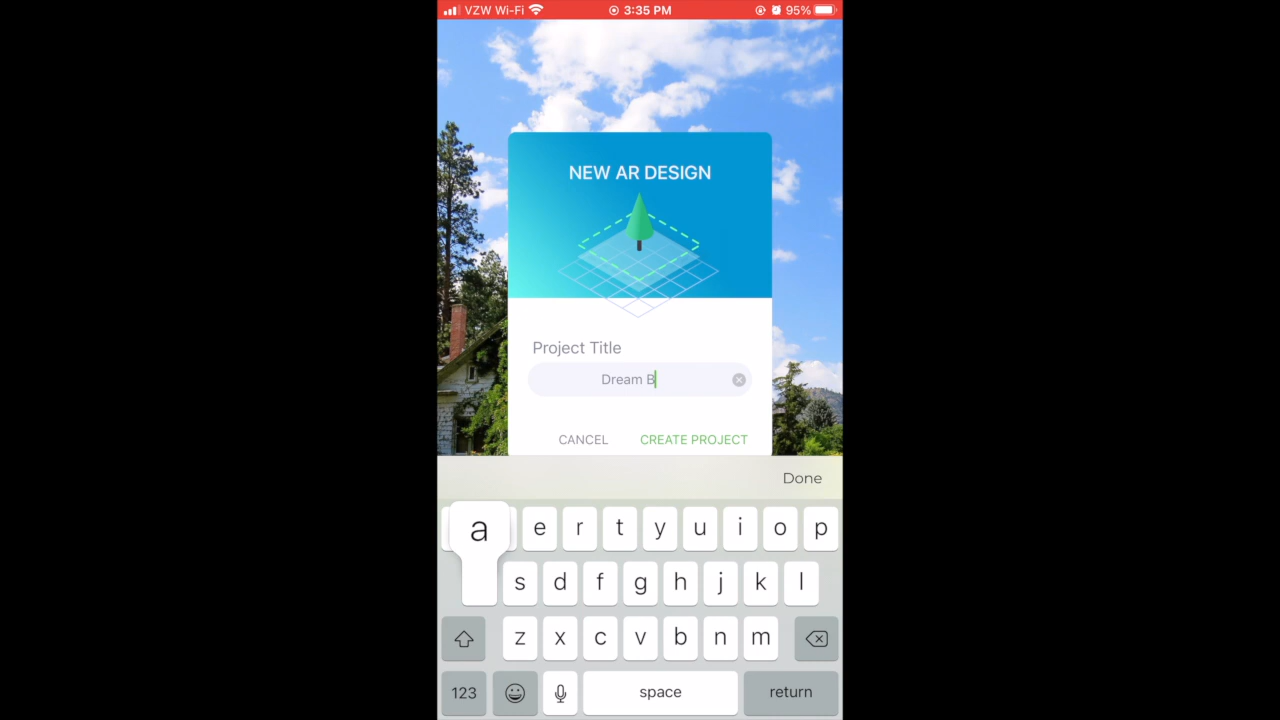 VZW Wi-Fi 3:35 PM 95%
NEW AR DESIGN
Project Title
Dream B
CANCEL CREATE PROJECT
Done
a e r t y u i o p
s d f g h j k l
z x c v b n m
123 space return